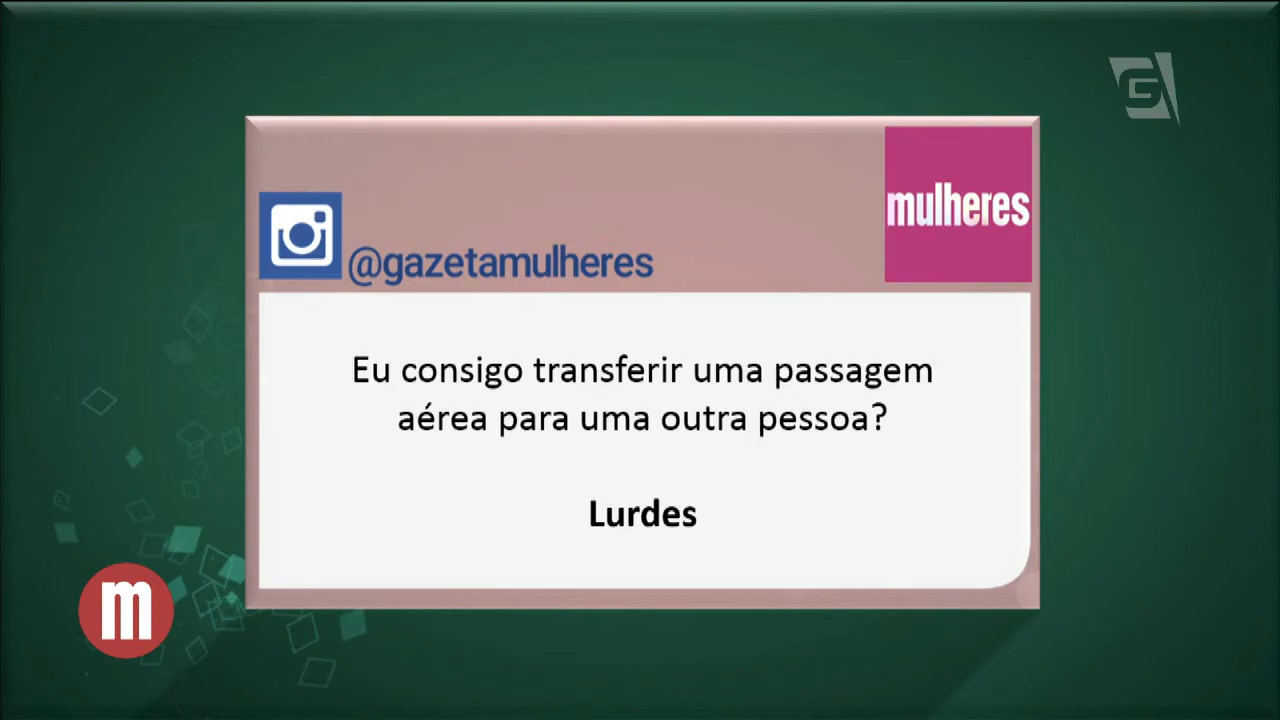 G
mulheres
@gazetamulheres
Eu consigo transferir uma passagem
aérea para uma outra pessoa?
Lurdes
m